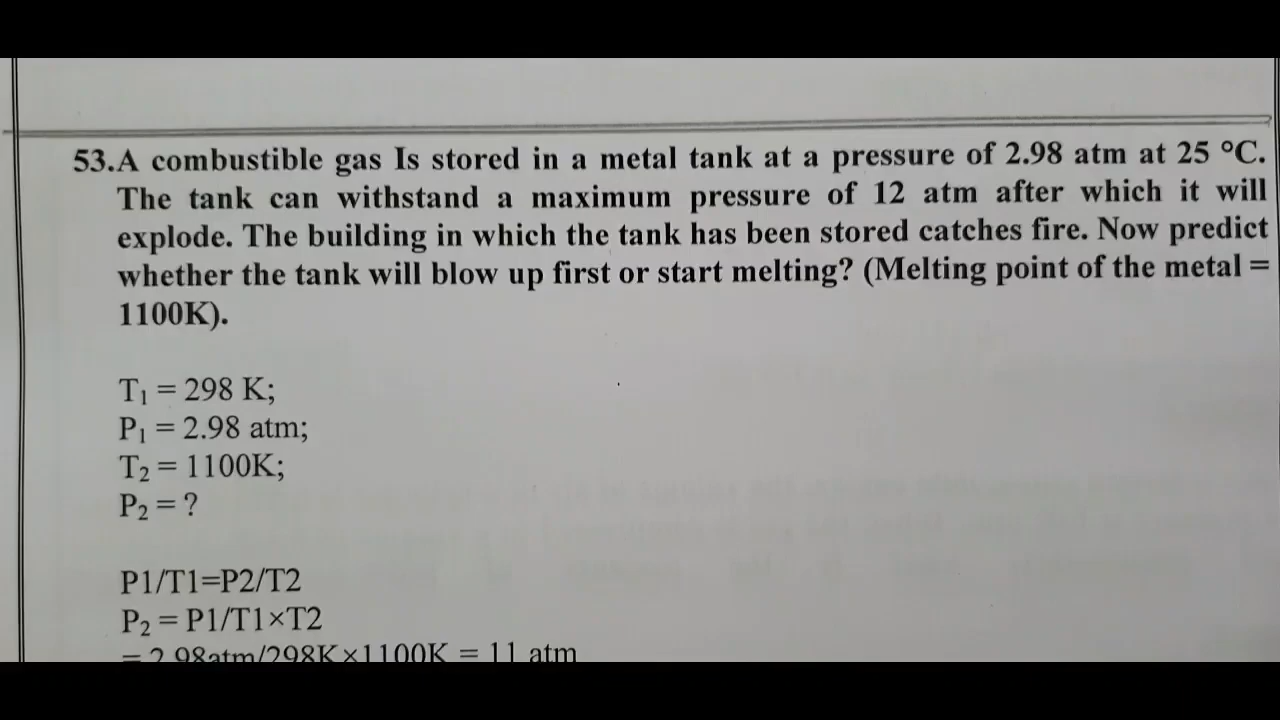 53.A combustible gas Is stored in a metal tank at a pressure of 2.98 atm at 25 °C.
The tank can withstand a maximum pressure of 12 atm after which it will
explode. The building in which the tank has been stored catches fire. Now predict
whether the tank will blow up first or start melting? (Melting point of the metal =
1100K).
T₁ = 298 K;
P₁ = 2.98 atm;
T₂ = 1100K;
P₂ = ?
P1/T1=P2/T2
P₂ = P1/T1×T2
= 2.98atm/298K×1100K = 11 atm